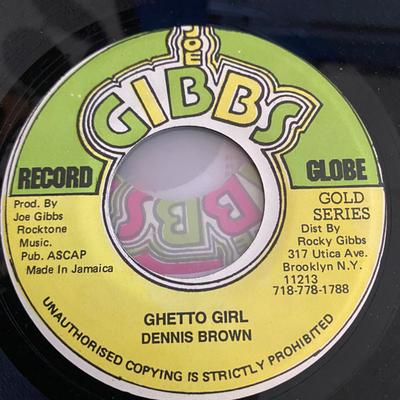 JOE
GIBBS
RECORD GLOBE
Prod. By
Joe Gibbs
Rocktone
Music.
Pub. ASCAP
Made In Jamaica
GOLD
SERIES
Dist By
Rocky Gibbs
317 Utica Ave.
Brooklyn N.Y.
11213
718-778-1788
GHETTO GIRL
DENNIS BROWN
UNAUTHORISED COPYING IS STRICTLY PROHIBITED